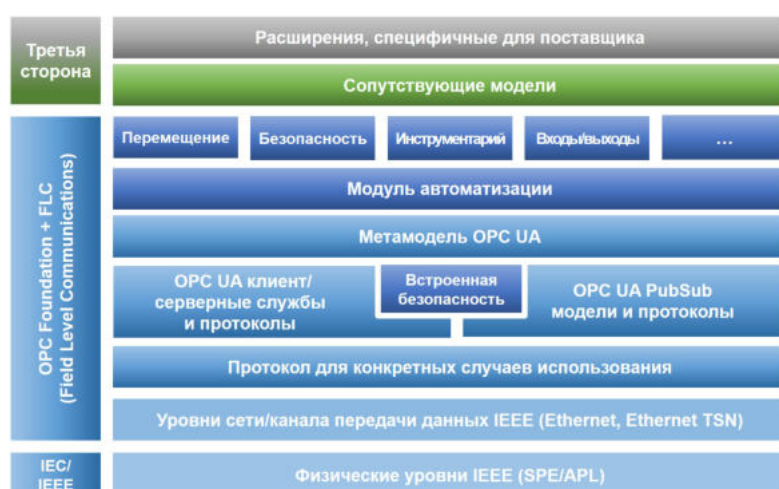 Третья
сторона
Расширения, специфичные для поставщика
Сопутствующие модели
OPC Foundation + FLC
(Field Level Communications)
Перемещение
Безопасность
Инструментарий
Входы/выходы
...
Модуль автоматизации
Метамодель OPC UA
OPC UA клиент/
серверные службы
и протоколы
Встроенная
безопасность
OPC UA PubSub
модели и протоколы
Протокол для конкретных случаев использования
Уровни сети/канала передачи данных IEEE (Ethernet, Ethernet TSN)
IEC/
IEEE
Физические уровни IEEE (SPE/APL)